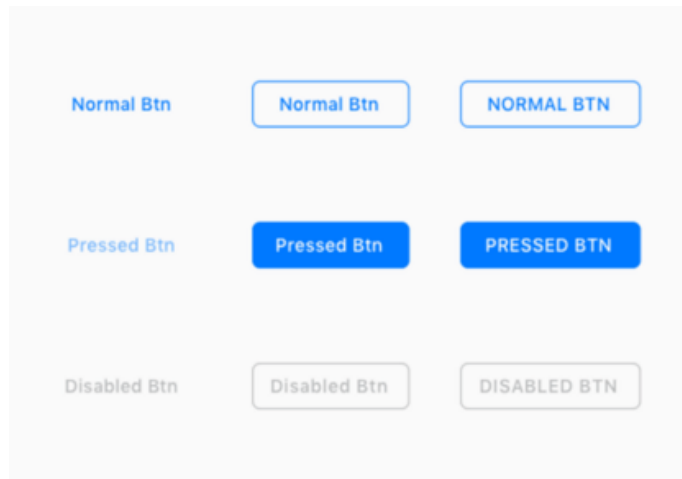 Normal Btn Normal Btn NORMAL BTN
Pressed Btn Pressed Btn PRESSED BTN
Disabled Btn Disabled Btn DISABLED BTN